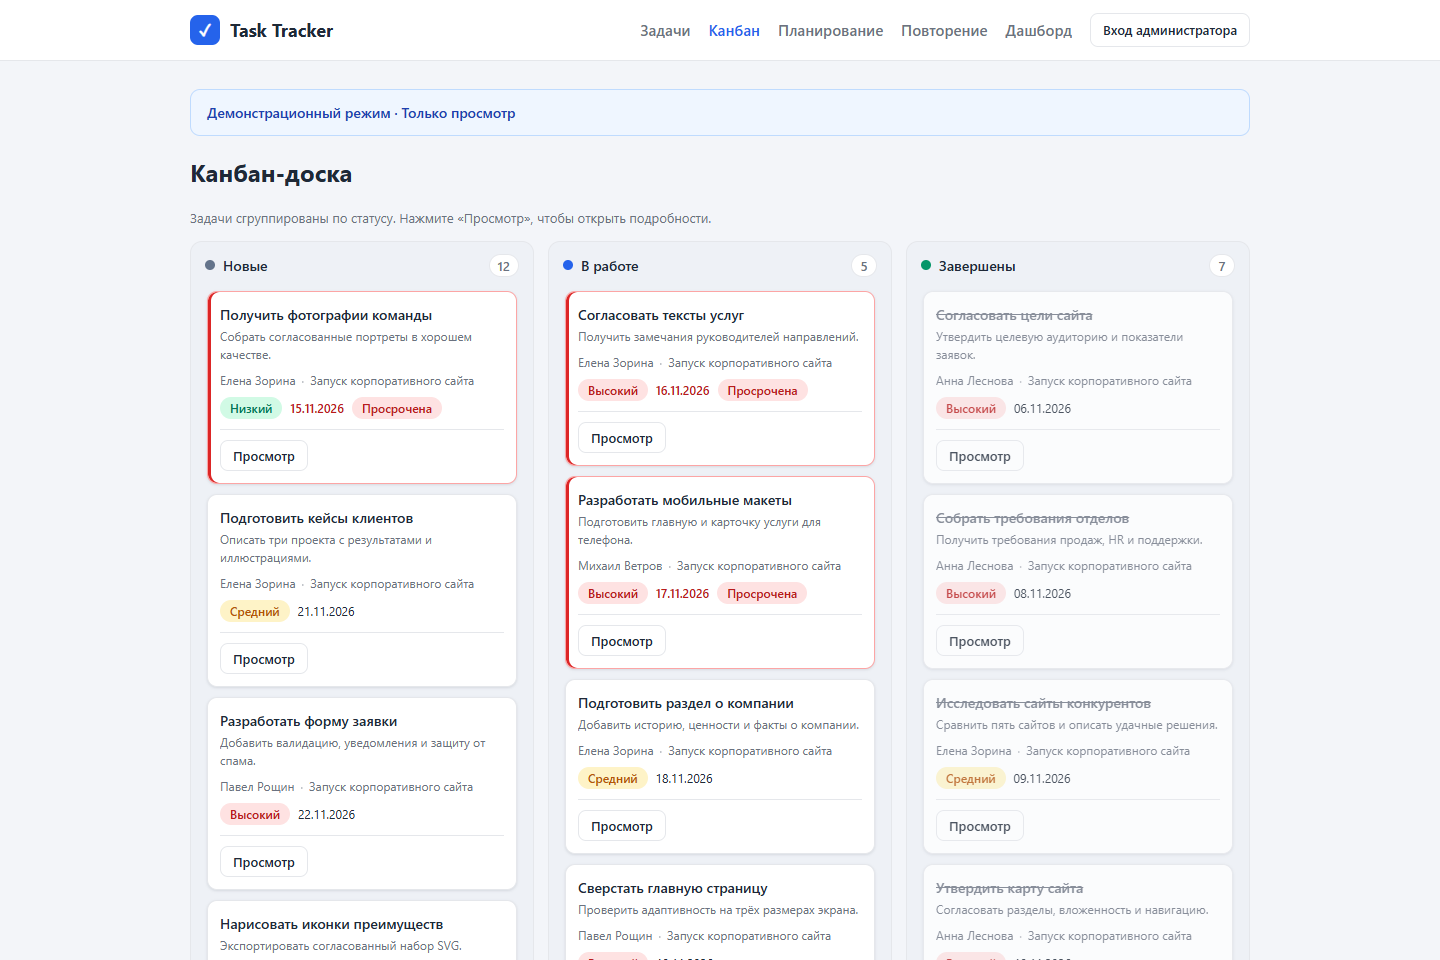 Task Tracker
Задачи
Канбан
Планирование
Повторение
Дашборд
Вход администратора
Демонстрационный режим · Только просмотр
Канбан-доска
Задачи сгруппированы по статусу. Нажмите «Просмотр», чтобы открыть подробности.
Новые
12
Получить фотографии команды
Собрать согласованные портреты в хорошем
качестве.
Елена Зорина · Запуск корпоративного сайта
Низкий 15.11.2026 Просрочена
Просмотр
Подготовить кейсы клиентов
Описать три проекта с результатами и
иллюстрациями.
Елена Зорина · Запуск корпоративного сайта
Средний 21.11.2026
Просмотр
Разработать форму заявки
Добавить валидацию, уведомления и защиту от
спама.
Павел Рощин · Запуск корпоративного сайта
Высокий 22.11.2026
Просмотр
Нарисовать иконки преимуществ
Экспортировать согласованный набор SVG.
В работе
5
Согласовать тексты услуг
Получить замечания руководителей направлений.
Елена Зорина · Запуск корпоративного сайта
Высокий 16.11.2026 Просрочена
Просмотр
Разработать мобильные макеты
Подготовить главную и карточку услуги для
телефона.
Михаил Ветров · Запуск корпоративного сайта
Высокий 17.11.2026 Просрочена
Просмотр
Подготовить раздел о компании
Добавить историю, ценности и факты о компании.
Елена Зорина · Запуск корпоративного сайта
Средний 18.11.2026
Просмотр
Сверстать главную страницу
Проверить адаптивность на трёх размерах экрана.
Павел Рощин · Запуск корпоративного сайта
Завершены
7
Согласовать цели сайта
Утвердить целевую аудиторию и показатели
заявок.
Анна Леснова · Запуск корпоративного сайта
Высокий 06.11.2026
Просмотр
Собрать требования отделов
Получить требования продаж, HR и поддержки.
Анна Леснова · Запуск корпоративного сайта
Высокий 08.11.2026
Просмотр
Исследовать сайты конкурентов
Сравнить пять сайтов и описать удачные решения.
Елена Зорина · Запуск корпоративного сайта
Средний 09.11.2026
Просмотр
Утвердить карту сайта
Согласовать разделы, вложенность и навигацию.
Анна Леснова · Запуск корпоративного сайта